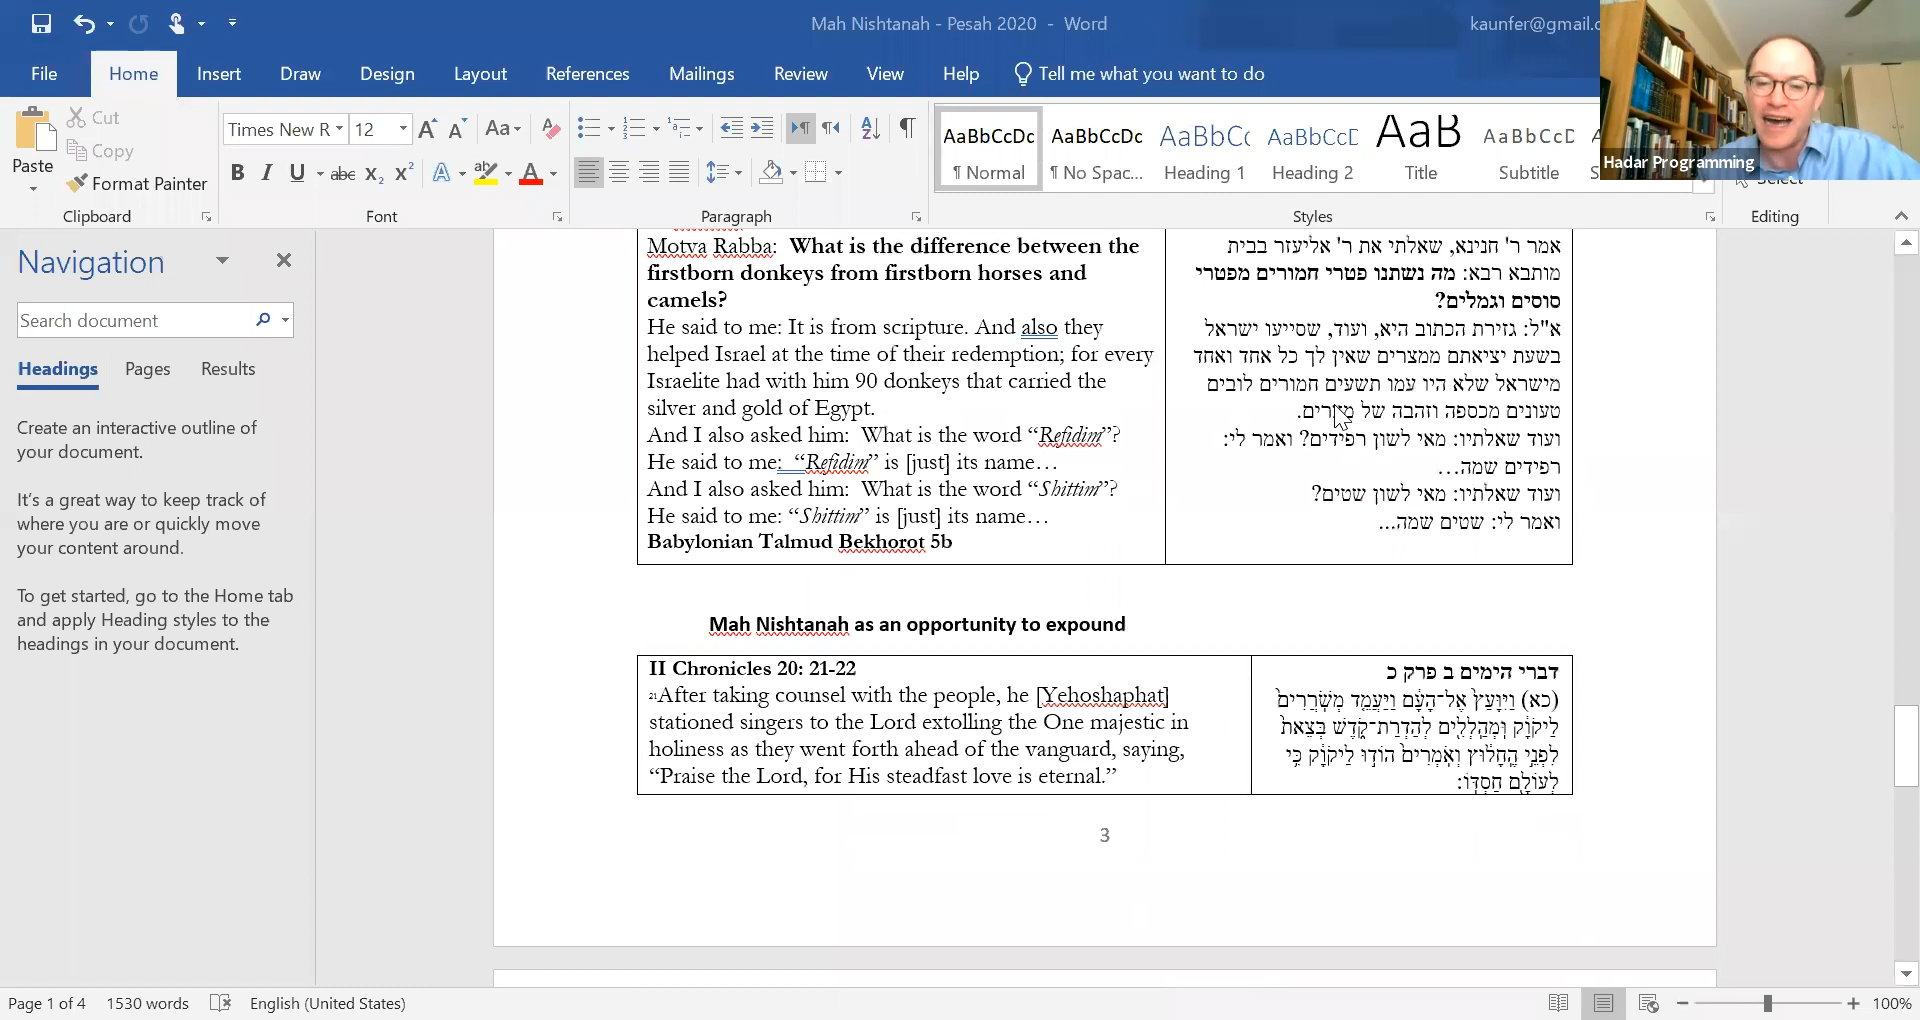 Mah Nishtanah - Pesah 2020 - Word
kaunfer@gmail.c
File Home Insert Draw Design Layout References Mailings Review View Help Tell me what you want to do
Hadar Programming
Paste
Cut
Copy
Format Painter
Clipboard
Times New R 12
Font
Paragraph
AaBbCcDc AaBbCcDc AaBbCc AaBbCcE AaB AaBbCcD
¶ Normal ¶ No Spac... Heading 1 Heading 2 Title Subtitle
Styles
Select
Editing
Navigation
Search document
Headings Pages Results
Create an interactive outline of
your document.
It's a great way to keep track of
where you are or quickly move
your content around.
To get started, go to the Home tab
and apply Heading styles to the
headings in your document.
Motva Rabba: What is the difference between the
firstborn donkeys from firstborn horses and
camels?
He said to me: It is from scripture. And also they
helped Israel at the time of their redemption; for every
Israelite had with him 90 donkeys that carried the
silver and gold of Egypt.
And I also asked him: What is the word “Refidim”?
He said to me: “Refidim” is [just] its name…
And I also asked him: What is the word “Shittim”?
He said to me: “Shittim” is [just] its name…
Babylonian Talmud Bekhorot 5b
אמר ר' חנינא, שאלתי את ר' אליעזר בבית
מותבא רבא: מה נשתנו פטרי חמורים מפטרי
סוסים וגמלים?
א"ל: גזירת הכתוב היא, ועוד, שסייעו ישראל
בשעת יציאתם ממצרים שאין לך כל אחד ואחד
מישראל שלא היו עמו תשעים חמורים לובים
טעונים מכספה וזהבה של מצרים.
ועוד שאלתיו: מאי לשון רפידים? ואמר לי:
רפידים שמה...
ועוד שאלתיו: מאי לשון שטים?
ואמר לי: שטים שמה...
Mah Nishtanah as an opportunity to expound
II Chronicles 20: 21-22
21After taking counsel with the people, he [Yehoshaphat]
stationed singers to the Lord extolling the One majestic in
holiness as they went forth ahead of the vanguard, saying,
“Praise the Lord, for His steadfast love is eternal.”
דברי הימים ב פרק כ
(כא) וַיִּוָּעַץ֙ אֶל־הָעָ֔ם וַיַּעֲמֵ֤ד מְשֹֽׁרֲרִים֙
לַיקֹוָ֔ק וּֽמְהַלְלִ֖ים לְהַדְרַת־קֹ֑דֶשׁ בְּצֵאת֙
לִפְנֵ֣י הֶֽחָל֔וּץ וְאֹֽמְרִים֙ הוֹד֣וּ לַיקֹוָ֔ק כִּ֥י
לְעוֹלָ֖ם חַסְדּֽוֹ:
3
Page 1 of 4 1530 words English (United States) 100%